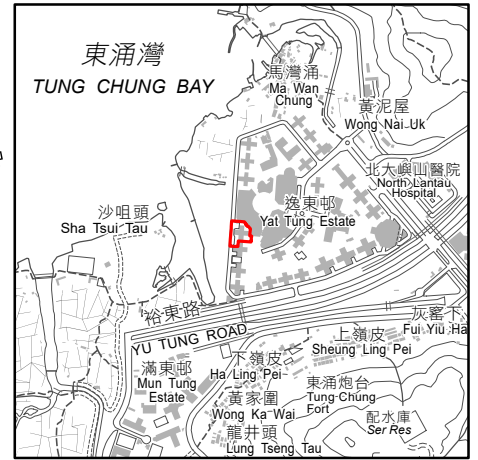 東涌灣
TUNG CHUNG BAY
馬灣涌
Ma Wan
Chung
黃泥屋
Wong Nai Uk
北大嶼山醫院
North Lantau
Hospital
逸東邨
Yat Tung Estate
沙咀頭
Sha Tsui Tau
裕東路
YU TUNG ROAD
灰窰下
Fui Yiu Ha
上嶺皮
Sheung Ling Pei
下嶺皮
Ha Ling Pei
滿東邨
Mun Tung
Estate
黃家圍
Wong Ka Wai
東涌炮台
Tung Chung
Fort
配水庫
Ser Res
龍井頭
Lung Tseng Tau